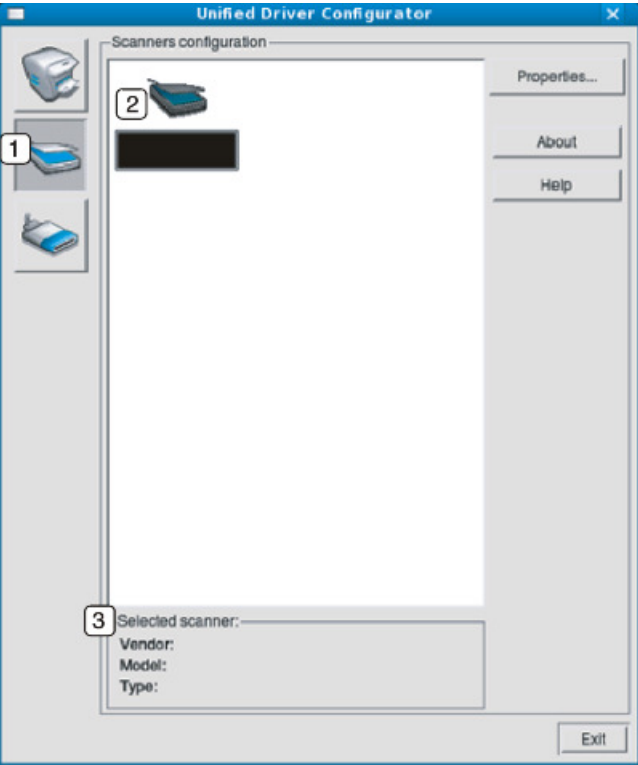 Unified Driver Configurator
Scanners configuration
Properties...
2
1
About
Help
3
Selected scanner:
Vendor:
Model:
Type:
Exit